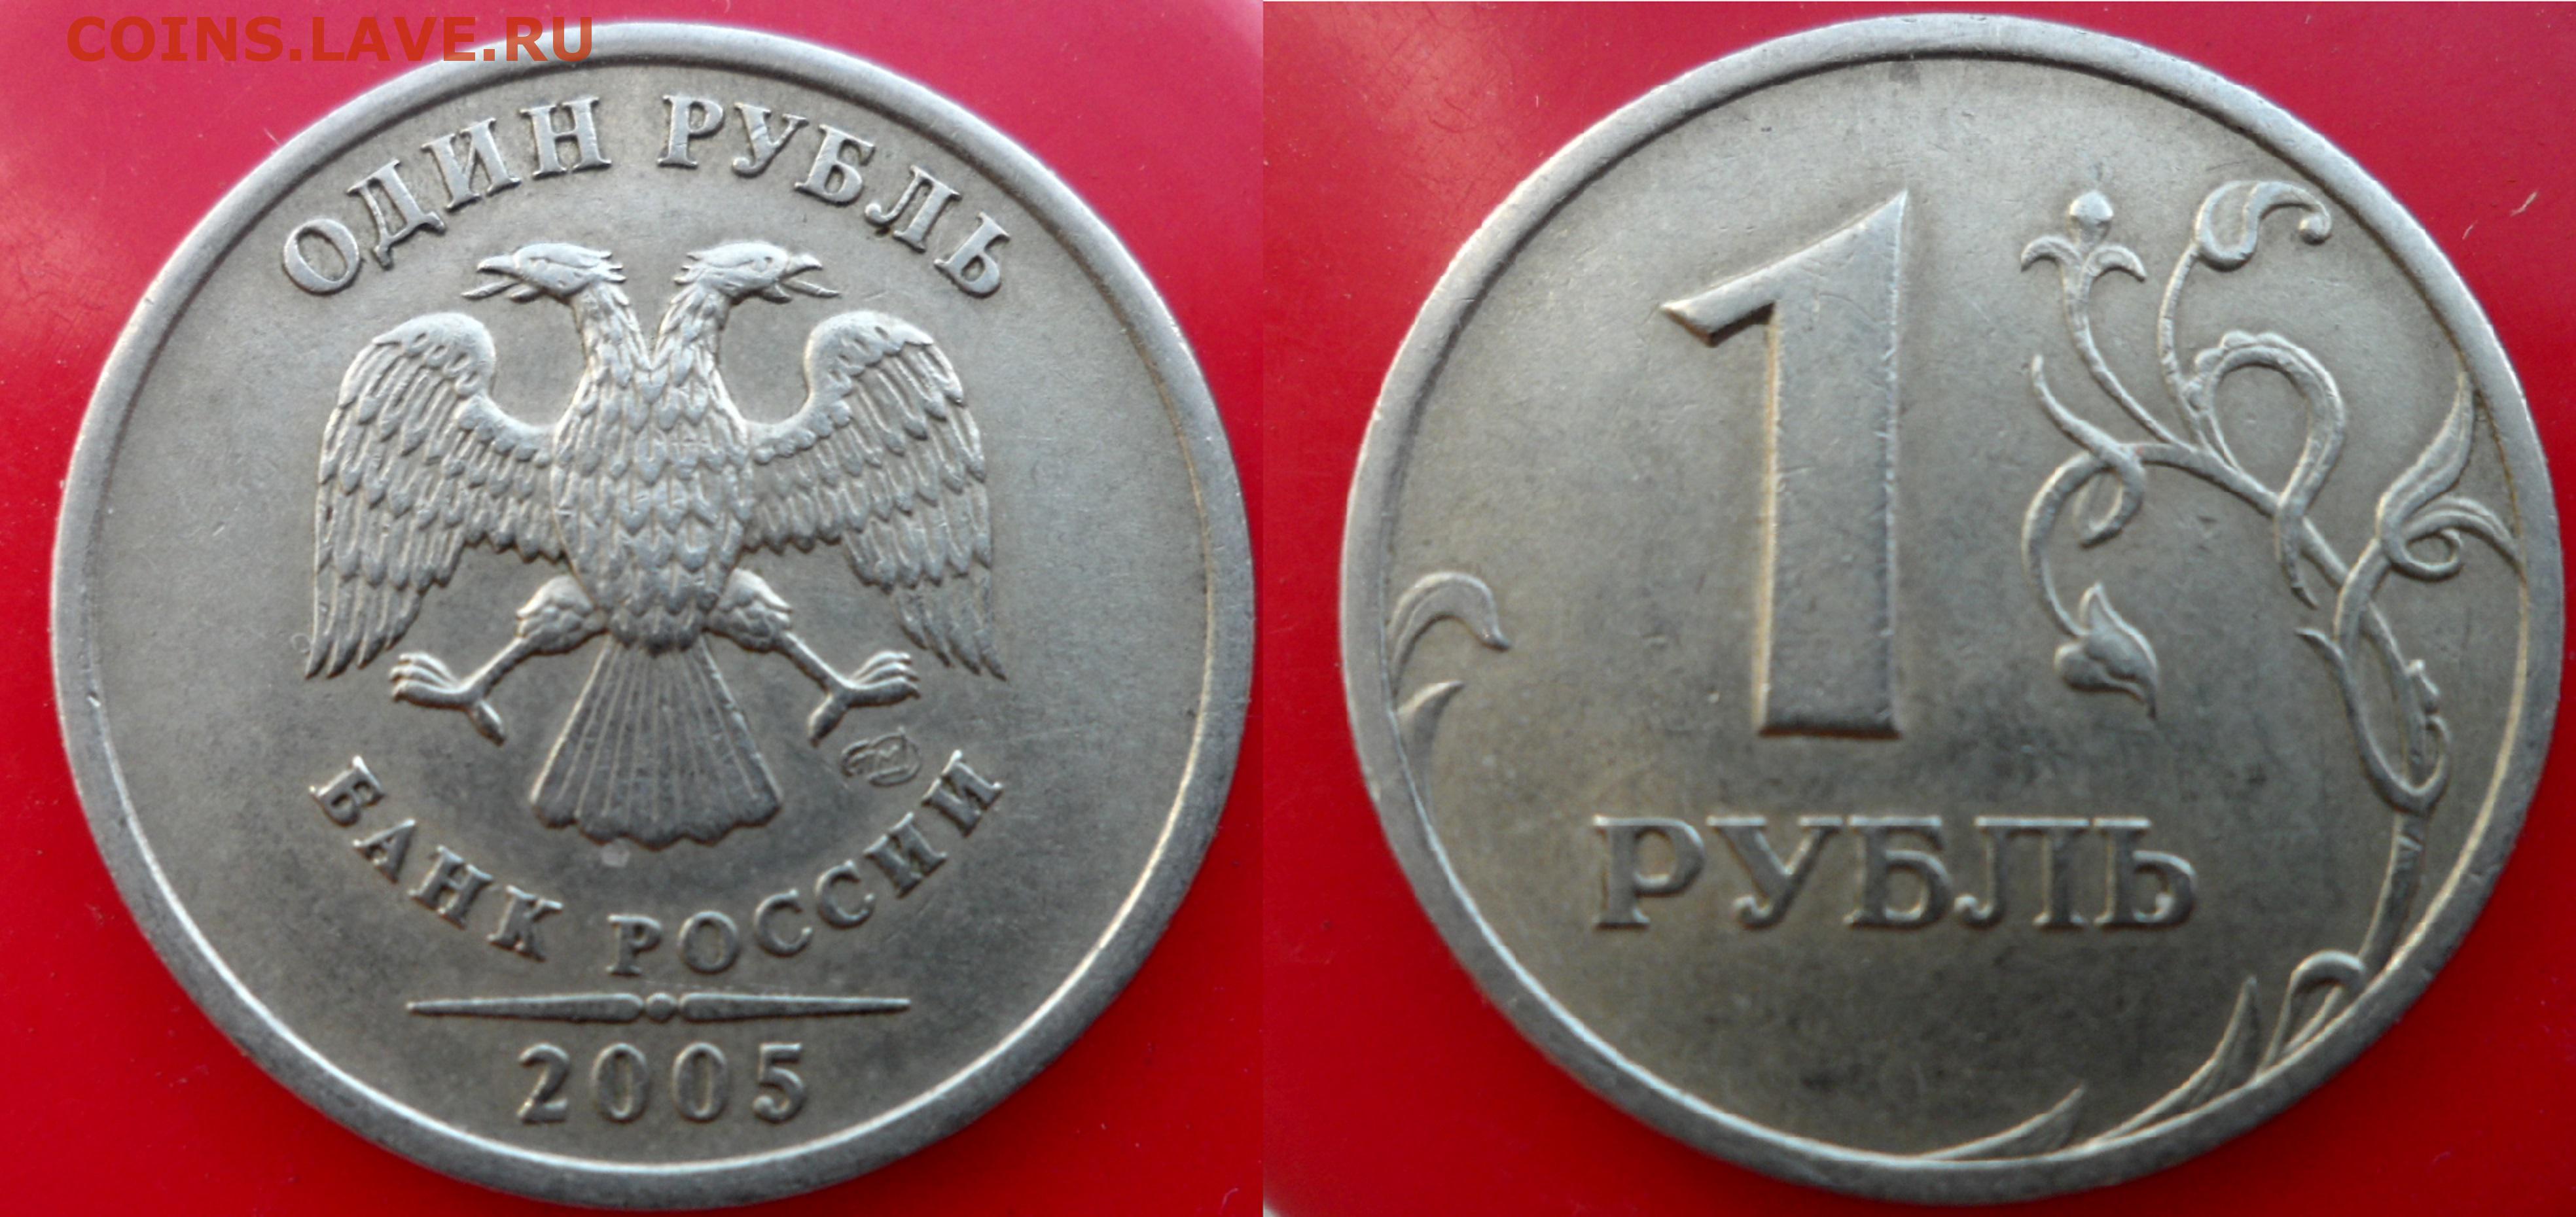 COINS.LAVE.RU
ОДИН РУБЛЬ
БАНК РОССИИ
2005
1
РУБЛЬ